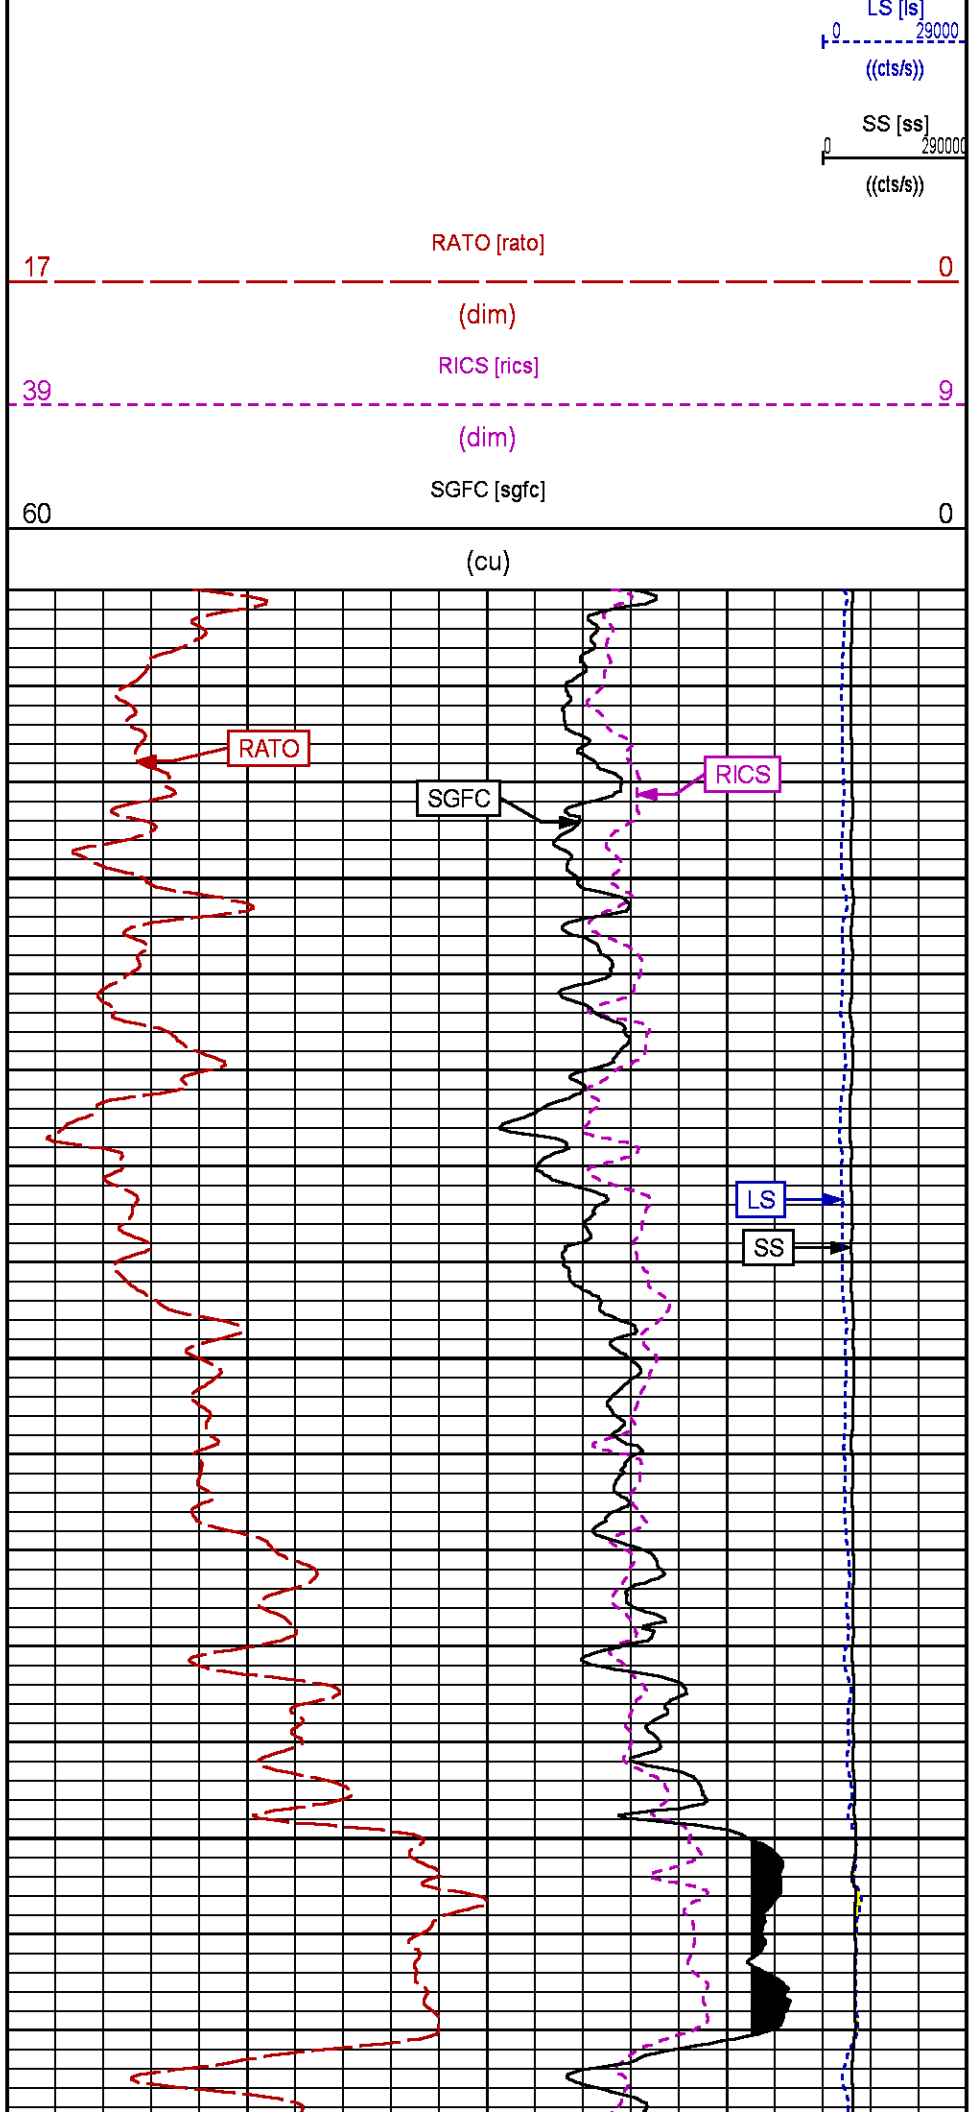 LS [ls]
0 29000
((cts/s))
SS [ss]
0 290000
((cts/s))
RATO [rato]
17 0
(dim)
RICS [rics]
39 9
(dim)
SGFC [sgfc]
60 0
(cu)
RATO
RICS
SGFC
LS
SS